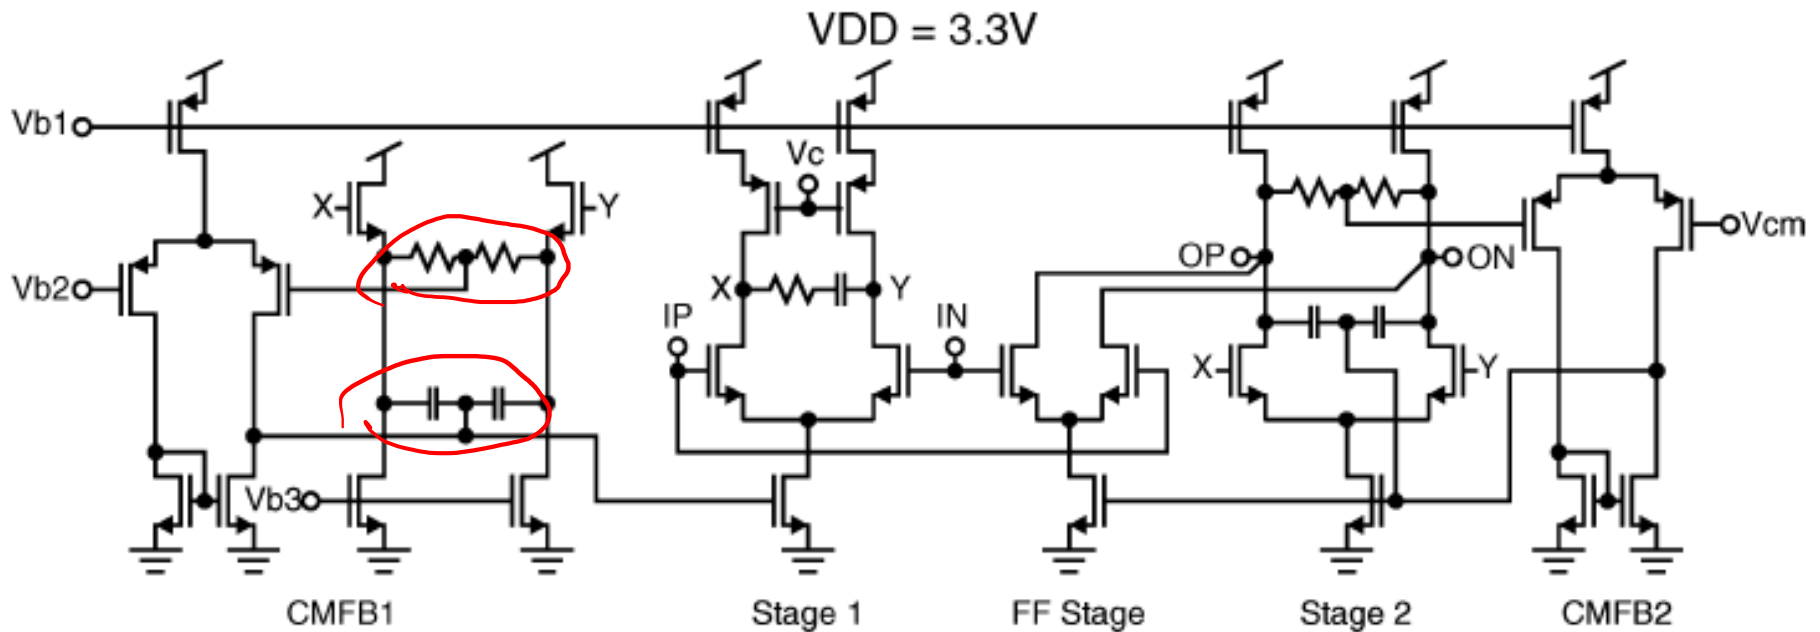 VDD = 3.3V
Vb1
Vc
X
Y
Vcm
OP
ON
Vb2
X
Y
IP
IN
X
Y
Vb3
CMFB1
Stage 1
FF Stage
Stage 2
CMFB2